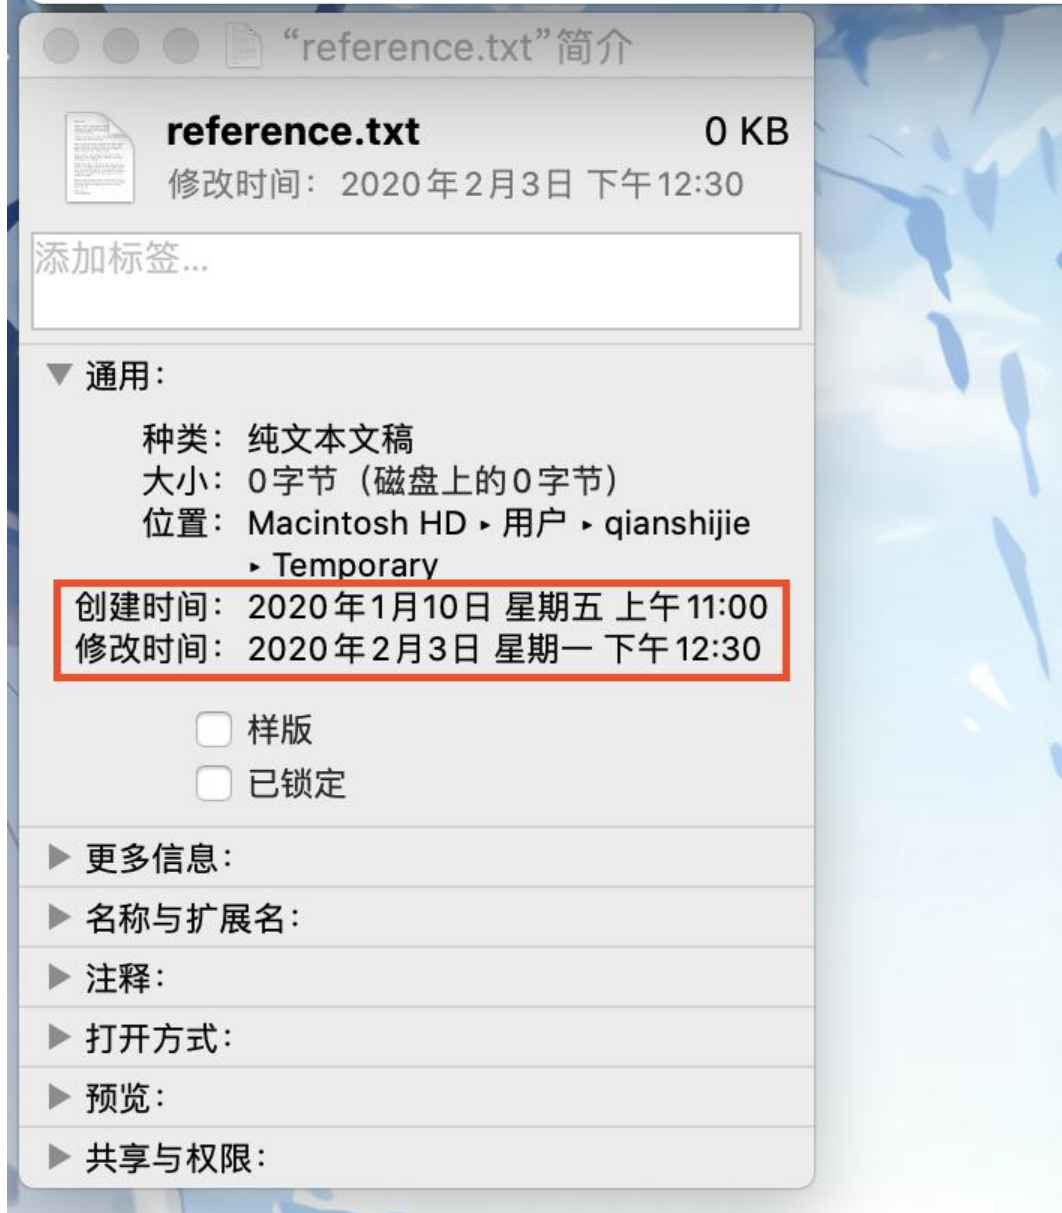 “reference.txt”简介
reference.txt 0 KB
修改时间： 2020年2月3日 下午12:30
添加标签...
▼ 通用：
种类： 纯文本文稿
大小： 0字节（磁盘上的0字节）
位置： Macintosh HD ▸ 用户 ▸ qianshijie
▸ Temporary
创建时间： 2020年1月10日 星期五 上午11:00
修改时间： 2020年2月3日 星期一 下午12:30
样版
已锁定
▶ 更多信息：
▶ 名称与扩展名：
▶ 注释：
▶ 打开方式：
▶ 预览：
▶ 共享与权限：